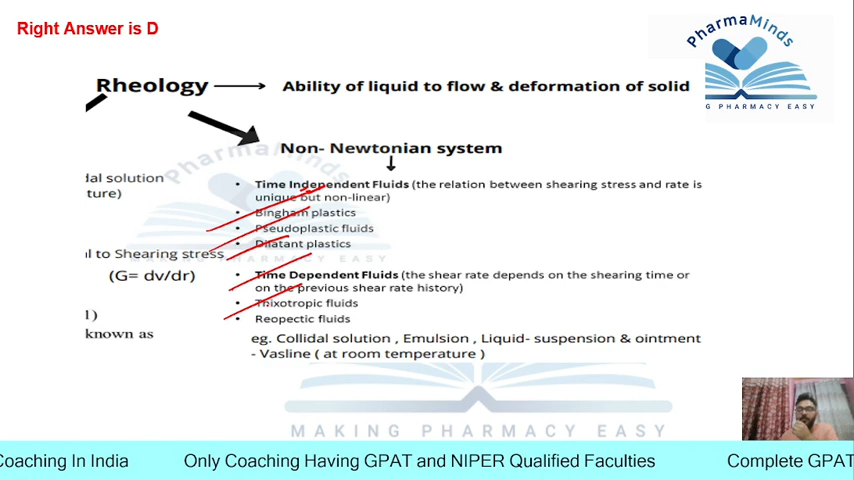 Right Answer is D
PharmaMinds
G PHARMACY EASY
Rheology
Ability of liquid to flow & deformation of solid
Non- Newtonian system
PharmaMinds
dal solution
ture)
• Time Independent Fluids (the relation between shearing stress and rate is
unique but non-linear)
• Bingham plastics
• Pseudoplastic fluids
• Dilatant plastics
l to Shearing stress
(G= dv/dr)
• Time Dependent Fluids (the shear rate depends on the shearing time or
on the previous shear rate history)
• Thixotropic fluids
• Reopectic fluids
1)
known as
eg. Collidal solution , Emulsion , Liquid- suspension & ointment
- Vasline ( at room temperature )
MAKING PHARMACY EASY
Coaching In India Only Coaching Having GPAT and NIPER Qualified Faculties Complete GPAT